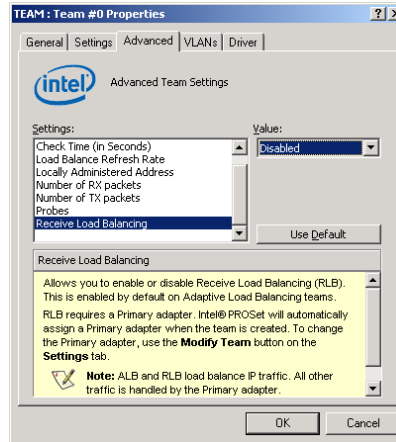 TEAM : Team #0 Properties
General
Settings
Advanced
VLANs
Driver
intel®
Advanced Team Settings
Settings:
Value:
Check Time (in Seconds)
Load Balance Refresh Rate
Locally Administered Address
Number of RX packets
Number of TX packets
Probes
Receive Load Balancing
Disabled
Use Default
Receive Load Balancing
Allows you to enable or disable Receive Load Balancing (RLB).
This is enabled by default on Adaptive Load Balancing teams.
RLB requires a Primary adapter. Intel® PROSet will automatically
assign a Primary adapter when the team is created. To change
the Primary adapter, use the Modify Team button on the
Settings tab.
Note: ALB and RLB load balance IP traffic. All other
traffic is handled by the Primary adapter.
OK
Cancel